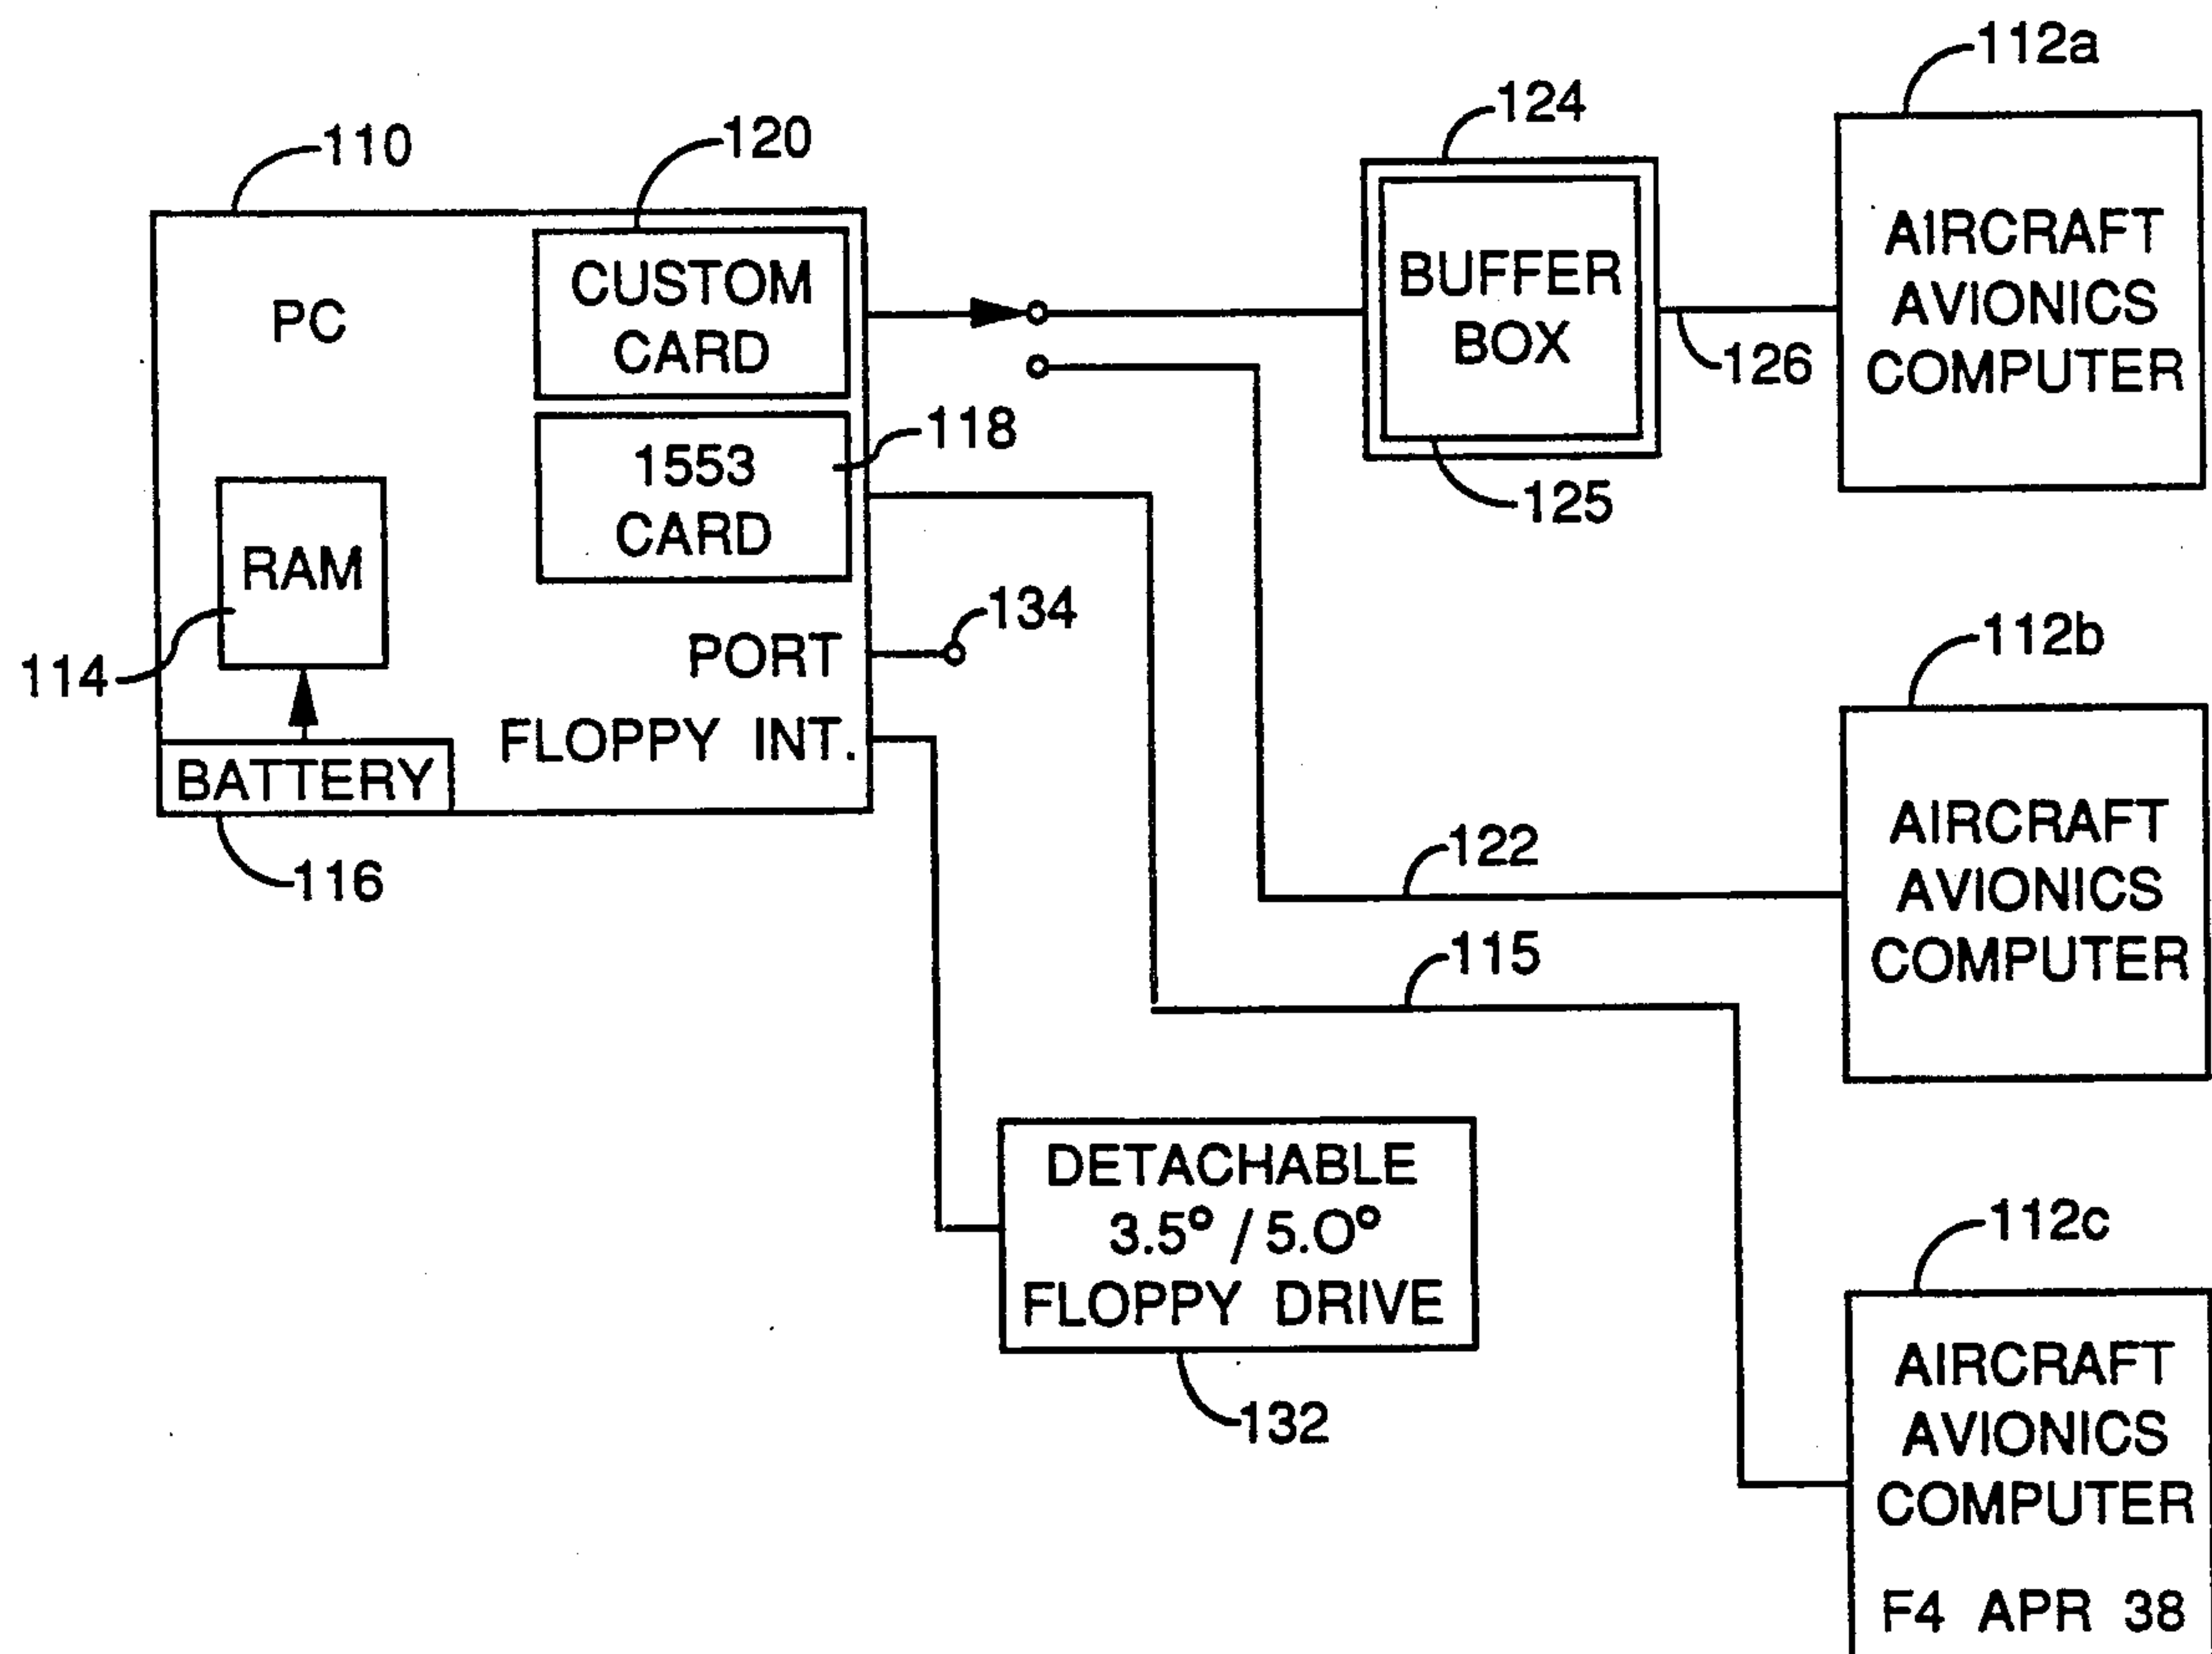 112a
124
120
110
CUSTOM
CARD
PC
BUFFER
BOX
AIRCRAFT
AVIONICS
COMPUTER
126
118
1553
CARD
125
RAM
134
PORT
114
112b
FLOPPY INT.
BATTERY
116
122
AIRCRAFT
AVIONICS
COMPUTER
115
DETACHABLE
3.5° / 5.0°
FLOPPY DRIVE
132
112c
AIRCRAFT
AVIONICS
COMPUTER
F4 APR 38